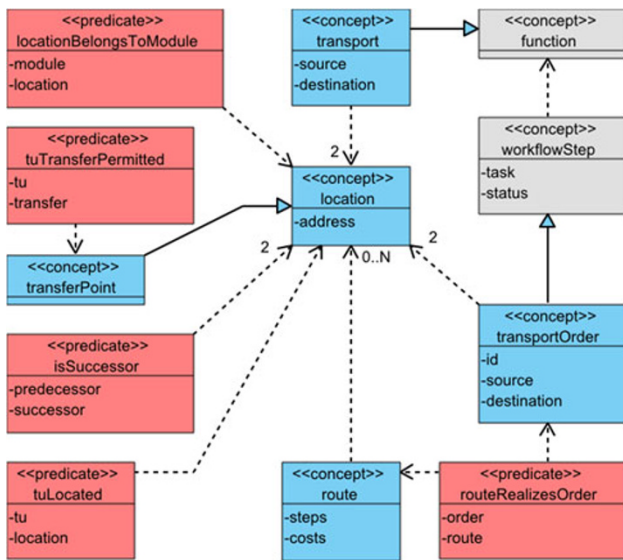 <<predicate>>
locationBelongsToModule
-module
-location
<<concept>>
transport
-source
-destination
<<concept>>
function
<<predicate>>
tuTransferPermitted
-tu
-transfer
2
<<concept>>
location
-address
<<concept>>
workflowStep
-task
-status
<<concept>>
transferPoint
2
0..N
2
<<predicate>>
isSuccessor
-predecessor
-successor
<<concept>>
transportOrder
-id
-source
-destination
<<predicate>>
tuLocated
-tu
-location
<<concept>>
route
-steps
-costs
<<predicate>>
routeRealizesOrder
-order
-route